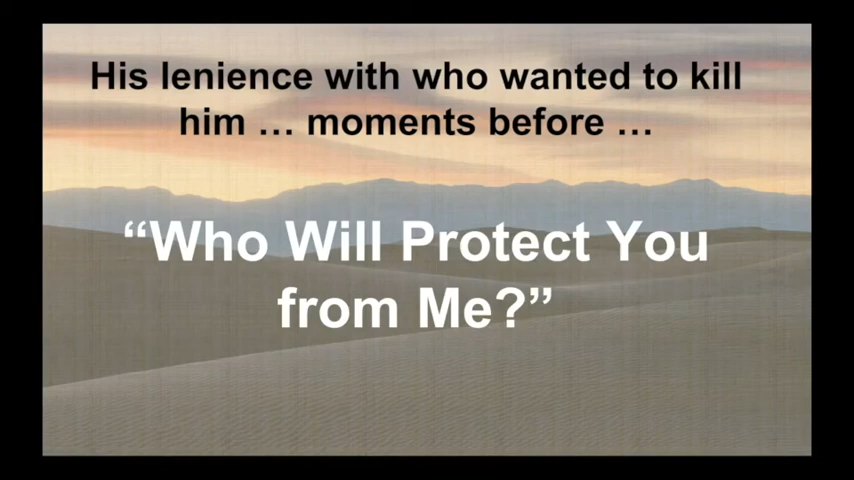 His lenience with who wanted to kill
him … moments before …
“Who Will Protect You
from Me?”